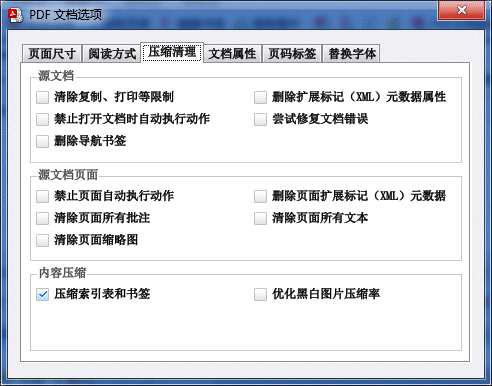 PDF 文档选项
页面尺寸 阅读方式 压缩清理 文档属性 页码标签 替换字体
源文档
清除复制、打印等限制 删除扩展标记（XML）元数据属性
禁止打开文档时自动执行动作 尝试修复文档错误
删除导航书签
源文档页面
禁止页面自动执行动作 删除页面扩展标记（XML）元数据
清除页面所有批注 清除页面所有文本
清除页面缩略图
内容压缩
压缩索引表和书签 优化黑白图片压缩率